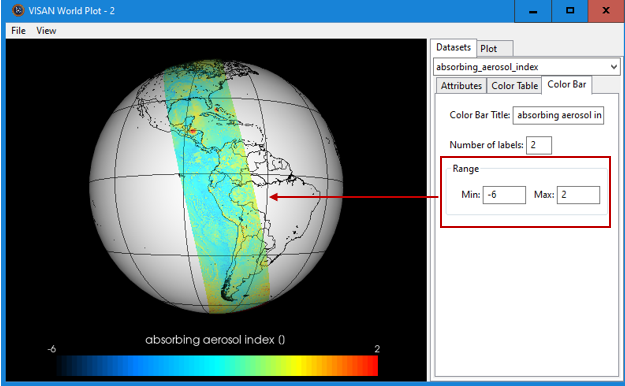 VISAN World Plot - 2
File View
Datasets Plot
absorbing_aerosol_index
Attributes Color Table Color Bar
Color Bar Title: absorbing aerosol in
Number of labels: 2
Range
Min: -6 Max: 2
absorbing aerosol index ()
-6 2